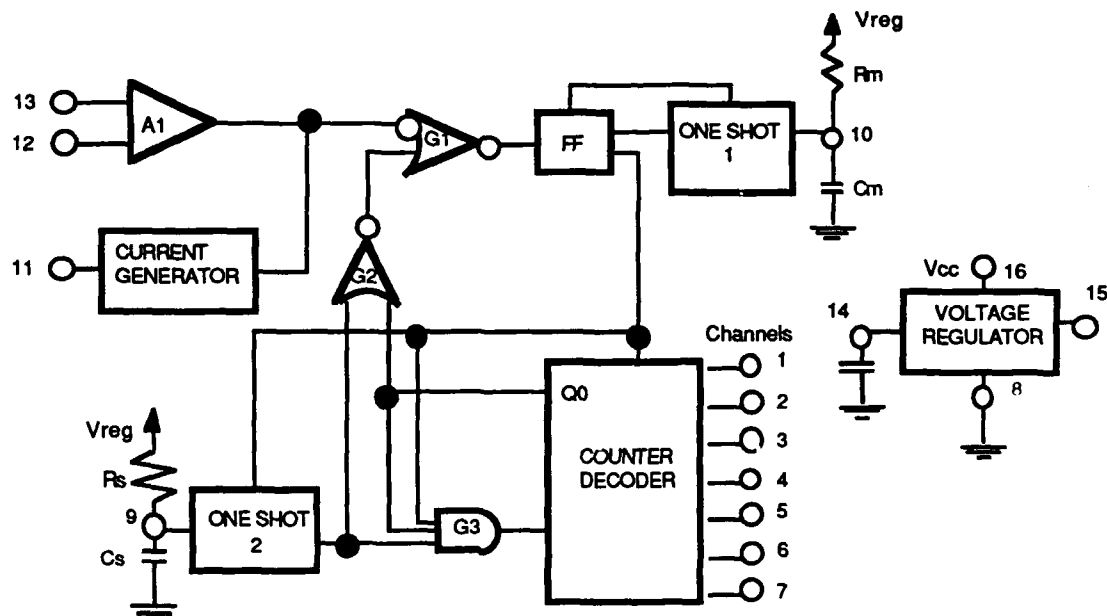 Vreg
Rm
13
12
A1
G1
FF
ONE SHOT
1
10
Cm
11
CURRENT
GENERATOR
G2
Vcc
16
15
14
VOLTAGE
REGULATOR
8
Channels
1
2
3
4
5
6
7
Q0
COUNTER
DECODER
Vreg
Rs
9
Cs
ONE SHOT
2
G3